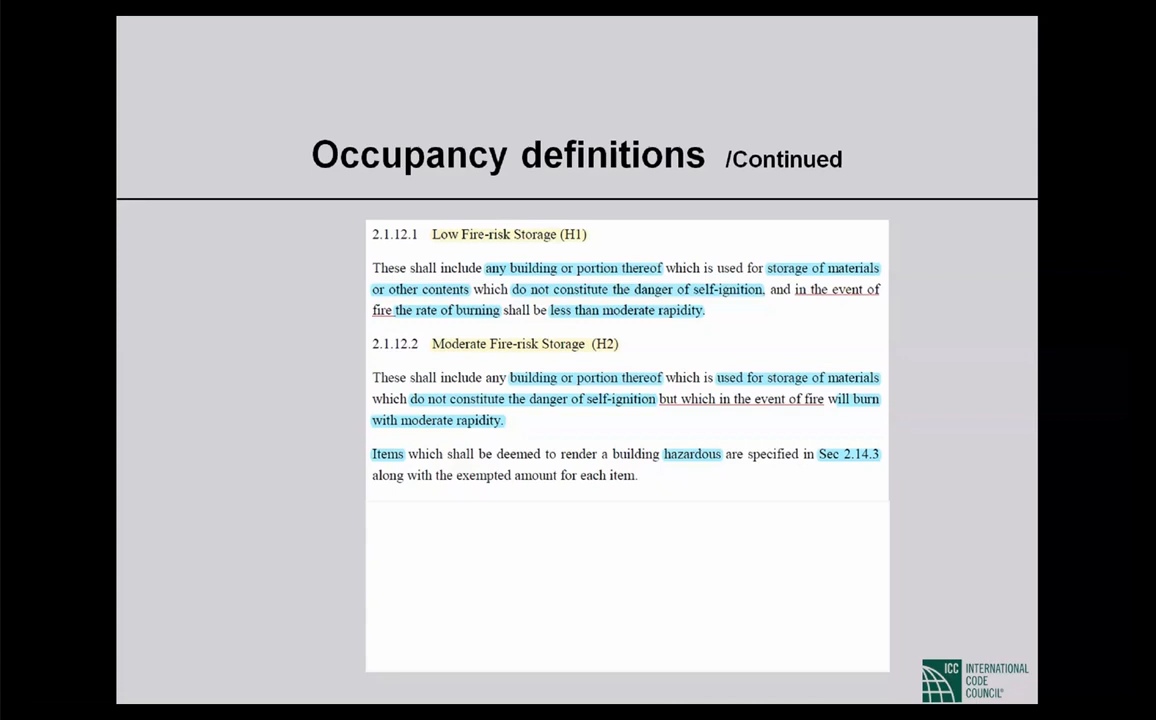 Occupancy definitions /Continued
2.1.12.1 Low Fire-risk Storage (H1)
These shall include any building or portion thereof which is used for storage of materials
or other contents which do not constitute the danger of self-ignition, and in the event of
fire the rate of burning shall be less than moderate rapidity.
2.1.12.2 Moderate Fire-risk Storage (H2)
These shall include any building or portion thereof which is used for storage of materials
which do not constitute the danger of self-ignition but which in the event of fire will burn
with moderate rapidity.
Items which shall be deemed to render a building hazardous are specified in Sec 2.14.3
along with the exempted amount for each item.
ICC INTERNATIONAL
CODE
COUNCIL®